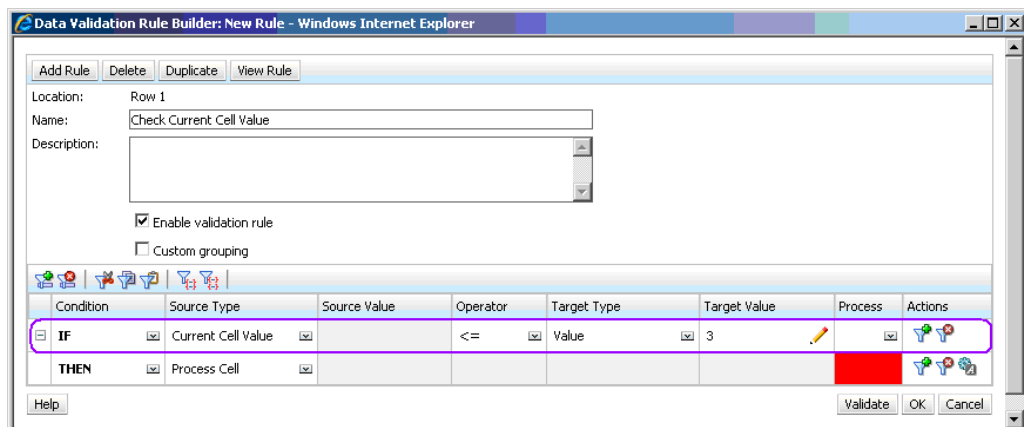 Data Validation Rule Builder: New Rule - Windows Internet Explorer
Add Rule Delete Duplicate View Rule
Location: Row 1
Name: Check Current Cell Value
Description:
Enable validation rule
Custom grouping
Condition Source Type Source Value Operator Target Type Target Value Process Actions
IF Current Cell Value <= Value 3
THEN Process Cell
Help Validate OK Cancel